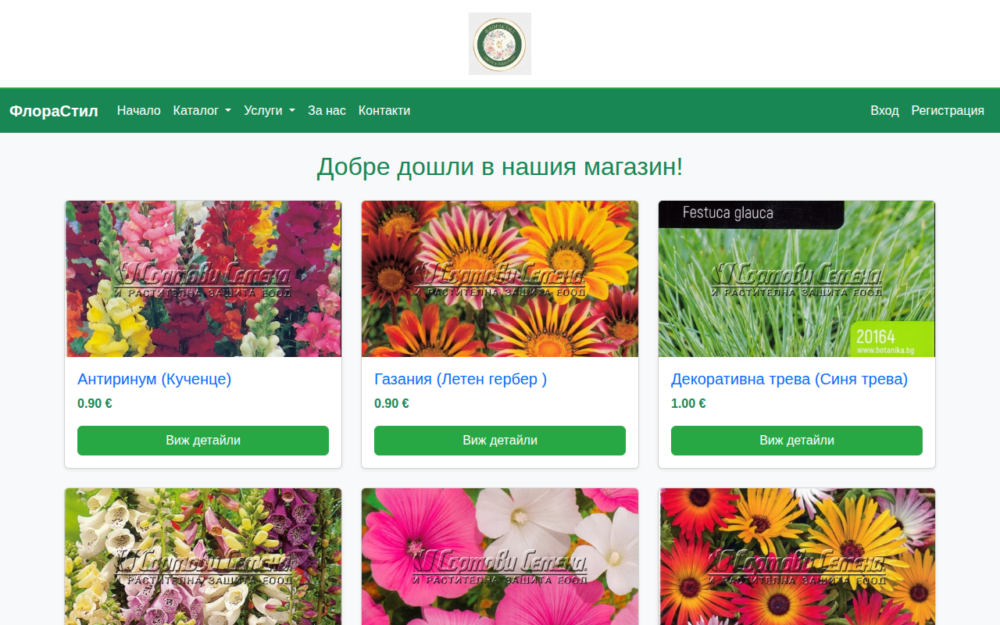 ФЛОРАСТИЛ
ФлораСтил
Начало
Каталог
Услуги
За нас
Контакти
Вход
Регистрация
Добре дошли в нашия магазин!
Сортови Семена
И РАСТИТЕЛНА ЗАЩИТА ЕООД
Сортови Семена
И РАСТИТЕЛНА ЗАЩИТА ЕООД
Festuca glauca
Сортови Семена
И РАСТИТЕЛНА ЗАЩИТА ЕООД
20164
www.botanika.bg
Антиринум (Кученце)
0.90 €
Виж детайли
Газания (Летен гербер )
0.90 €
Виж детайли
Декоративна трева (Синя трева)
1.00 €
Виж детайли
Сортови Семена
И РАСТИТЕЛНА ЗАЩИТА ЕООД
Сортови Семена
И РАСТИТЕЛНА ЗАЩИТА ЕООД
Сортови Семена
И РАСТИТЕЛНА ЗАЩИТА ЕООД